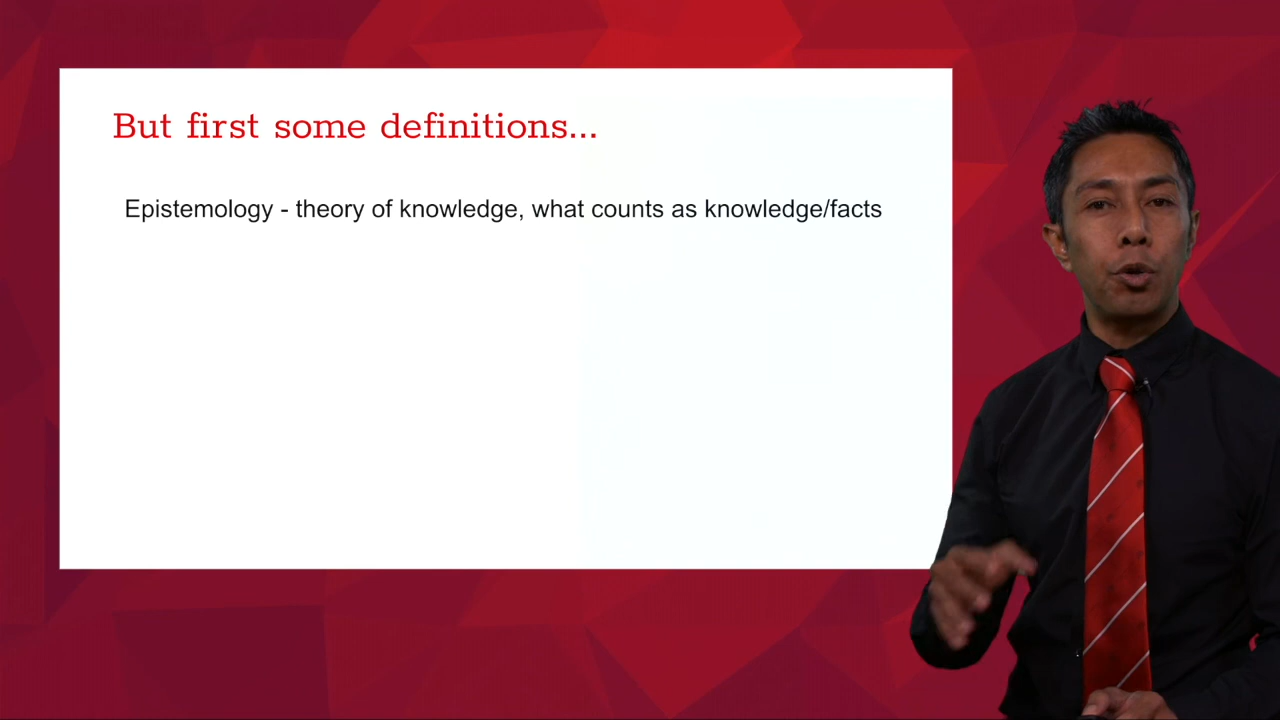 But first some definitions...
Epistemology - theory of knowledge, what counts as knowledge/facts